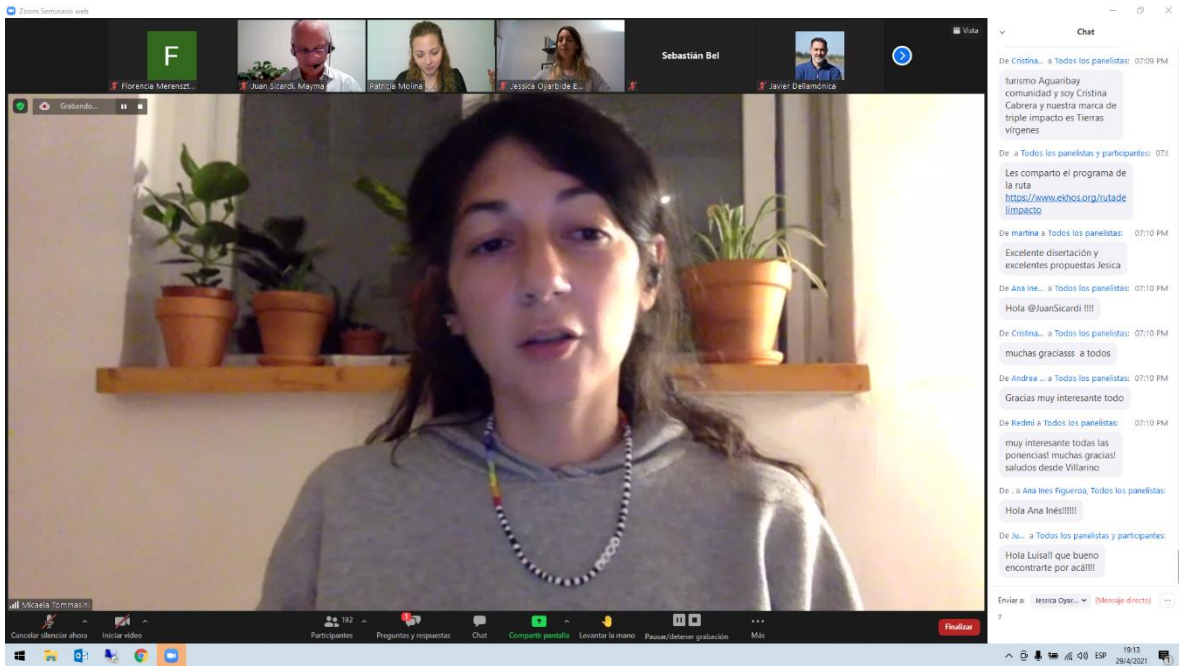 Zoom Seminario web
F
Florencia Merenszt...
Juan Sicardi, Mayma
Patricia Molina
Jessica Oyarbide E...
Sebastián Bel
Javier Dellamónica
Vista
Grabando...
Micaela Tommasini
Cancelar silenciar ahora
Iniciar video
192
Participantes
1
Preguntas y respuestas
Chat
Compartir pantalla
Levantar la mano
Pausar/detener grabación
Más
Finalizar
Chat
De Cristina... a Todos los panelistas: 07:09 PM
turismo Aguaribay
comunidad y soy Cristina
Cabrera y nuestra marca de
triple impacto es Tierras
vírgenes
De a Todos los panelistas y participantes:
Les comparto el programa de
la ruta
https://www.ekhos.org/rutade
limpacto
De martina a Todos los panelistas: 07:10 PM
Excelente disertación y
excelentes propuestas Jesica
De Ana Ine... a Todos los panelistas: 07:10 PM
Hola @JuanSicardi !!!!
De Cristina... a Todos los panelistas: 07:10 PM
muchas graciasss a todos
De Andrea ... a Todos los panelistas: 07:10 PM
Gracias muy interesante todo
De Redmi a Todos los panelistas: 07:10 PM
muy interesante todas las
ponencias! muchas gracias!
saludos desde Villarino
De . a Ana Ines Figueroa, Todos los panelistas:
Hola Ana Inés!!!!!!
De Ju... a Todos los panelistas y participantes:
Hola Luisa!! que bueno
encontrarte por acá!!!!
Enviar a: Jessica Oyar... (Mensaje directo) ...
?
ESP
19:13
29/4/2021